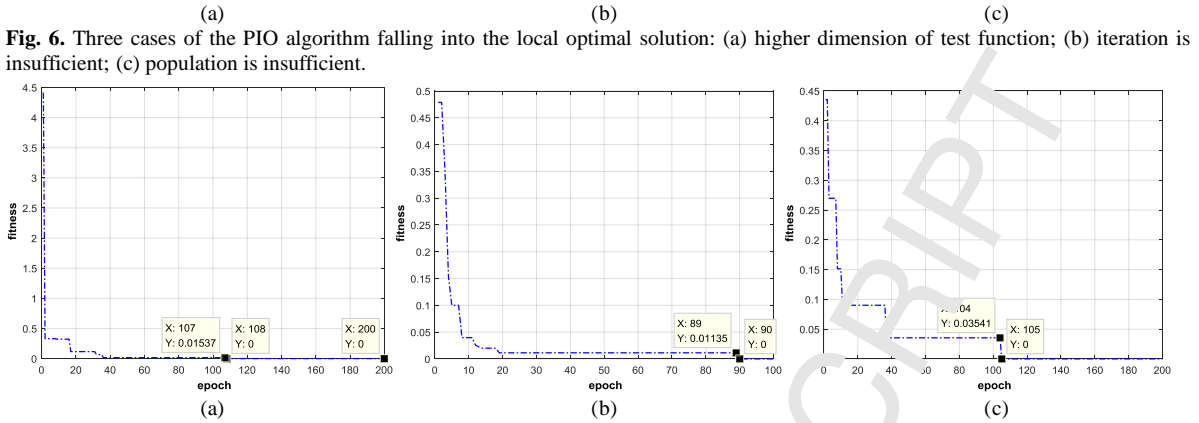 (a) (b) (c)
Fig. 6. Three cases of the PIO algorithm falling into the local optimal solution: (a) higher dimension of test function; (b) iteration is
insufficient; (c) population is insufficient.
4.5
4
3.5
3
2.5
2
1.5
1
0.5
0
fitness
X: 107
Y: 0.01537
X: 108
Y: 0
X: 200
Y: 0
0 20 40 60 80 100 120 140 160 180 200
epoch
(a)
0.5
0.45
0.4
0.35
0.3
0.25
0.2
0.15
0.1
0.05
0
fitness
X: 89
Y: 0.01135
X: 90
Y: 0
0 10 20 30 40 50 60 70 80 90 100
epoch
(b)
0.45
0.4
0.35
0.3
0.25
0.2
0.15
0.1
0.05
0
fitness
Y: 0.03541
X: 105
Y: 0
0 20 40 60 80 100 120 140 160 180 200
epoch
(c)
CRIPT